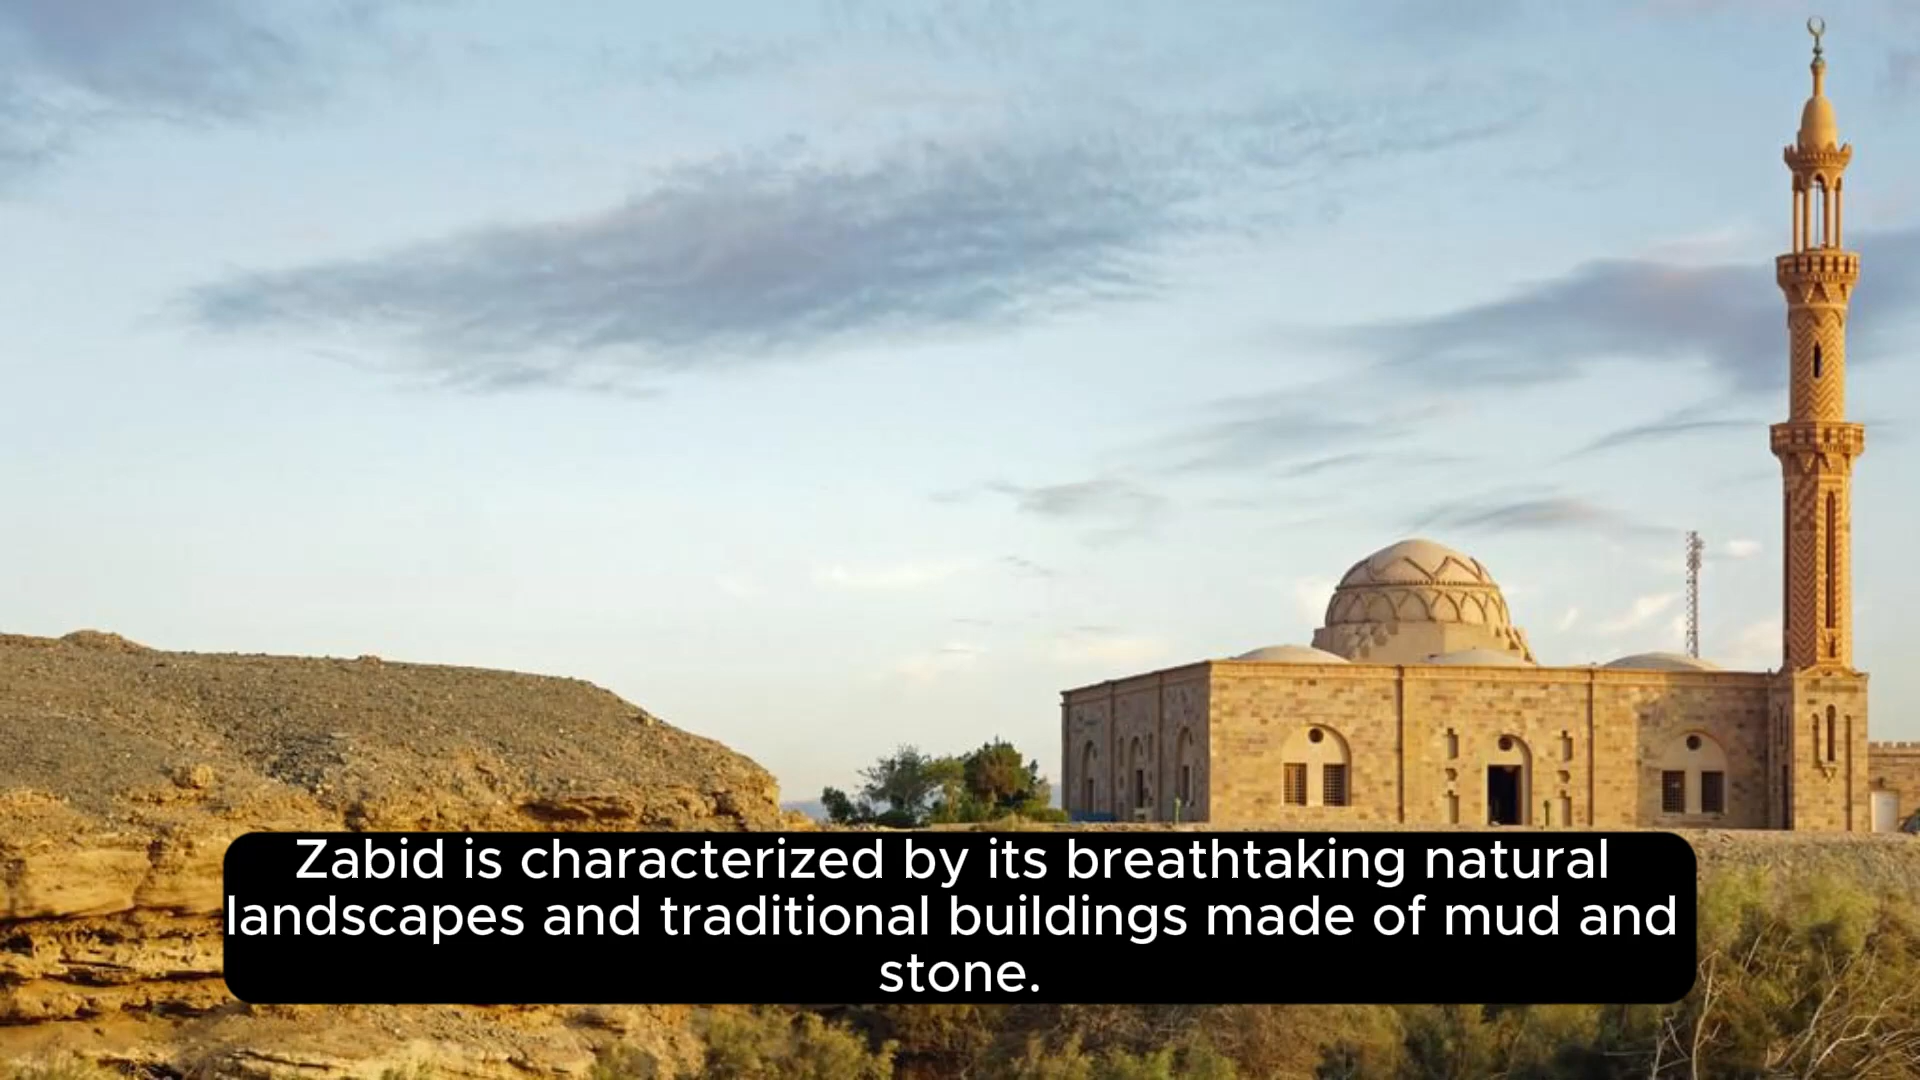 Zabid is characterized by its breathtaking natural
landscapes and traditional buildings made of mud and
stone.